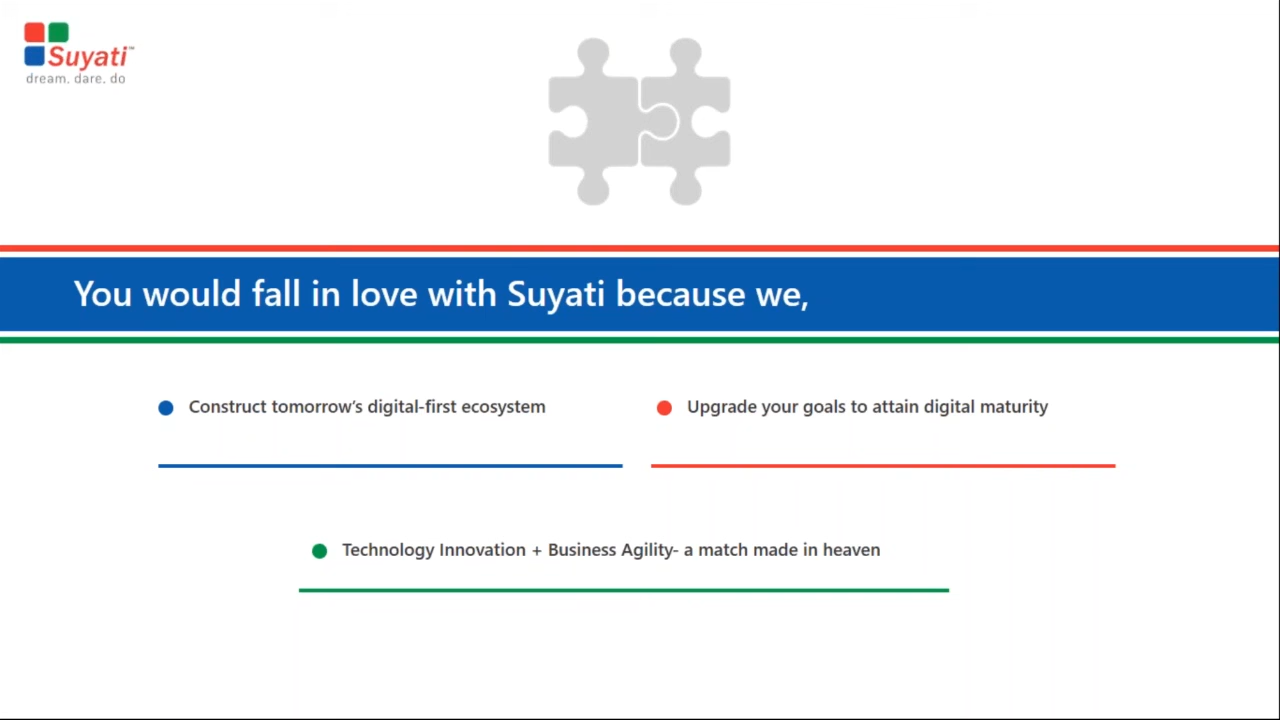 Suyati™
dream. dare. do
You would fall in love with Suyati because we,
Construct tomorrow’s digital-first ecosystem
Upgrade your goals to attain digital maturity
Technology Innovation + Business Agility- a match made in heaven